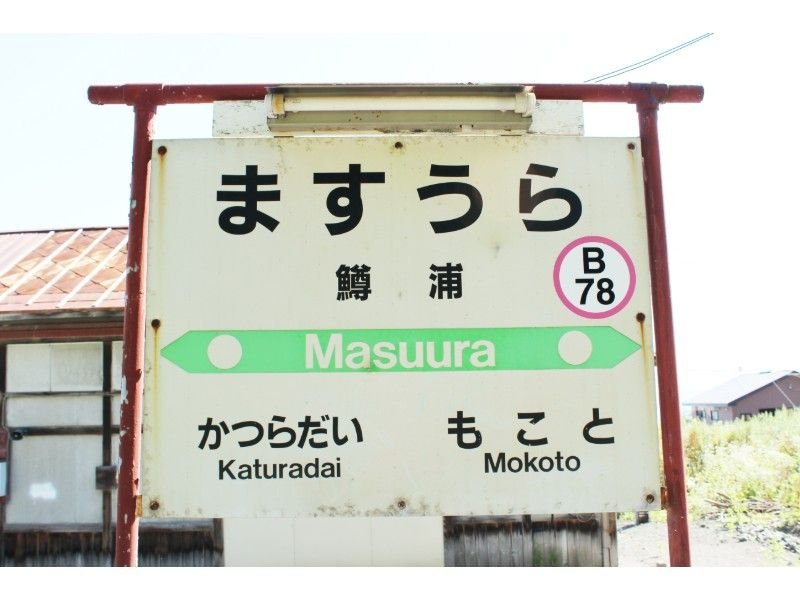 ますうら
鱒浦
B
78
Masuura
かつらだい
もこと
Katuradai
Mokoto